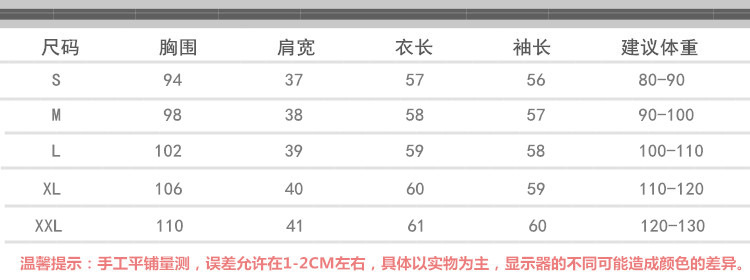 尺码 胸围 肩宽 衣长 袖长 建议体重
S 94 37 57 56 80-90
M 98 38 58 57 90-100
L 102 39 59 58 100-110
XL 106 40 60 59 110-120
XXL 110 41 61 60 120-130
温馨提示：手工平铺量测，误差允许在1-2CM左右，具体以实物为主，显示器的不同可能造成颜色的差异。